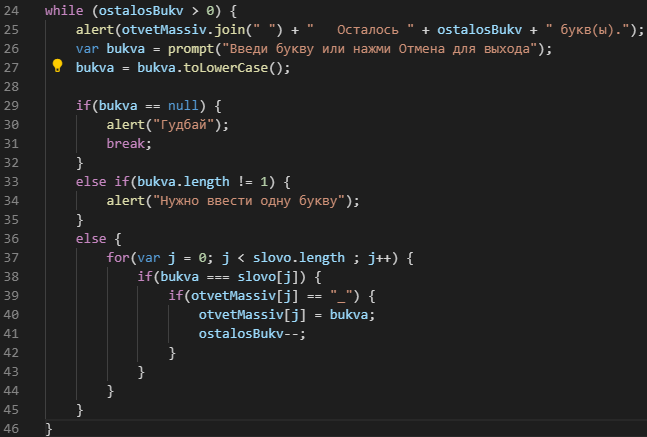 24 while (ostalosBukv > 0) {
25     alert(otvetMassiv.join(" ") + "   Осталось " + ostalosBukv + " букв(ы).");
26     var bukva = prompt("Введи букву или нажми Отмена для выхода");
27     bukva = bukva.toLowerCase();
28
29     if(bukva == null) {
30         alert("Гудбай");
31         break;
32     }
33     else if(bukva.length != 1) {
34         alert("Нужно ввести одну букву");
35     }
36     else {
37         for(var j = 0; j < slovo.length ; j++) {
38             if(bukva === slovo[j]) {
39                 if(otvetMassiv[j] == "_") {
40                     otvetMassiv[j] = bukva;
41                     ostalosBukv--;
42                 }
43             }
44         }
45     }
46 }